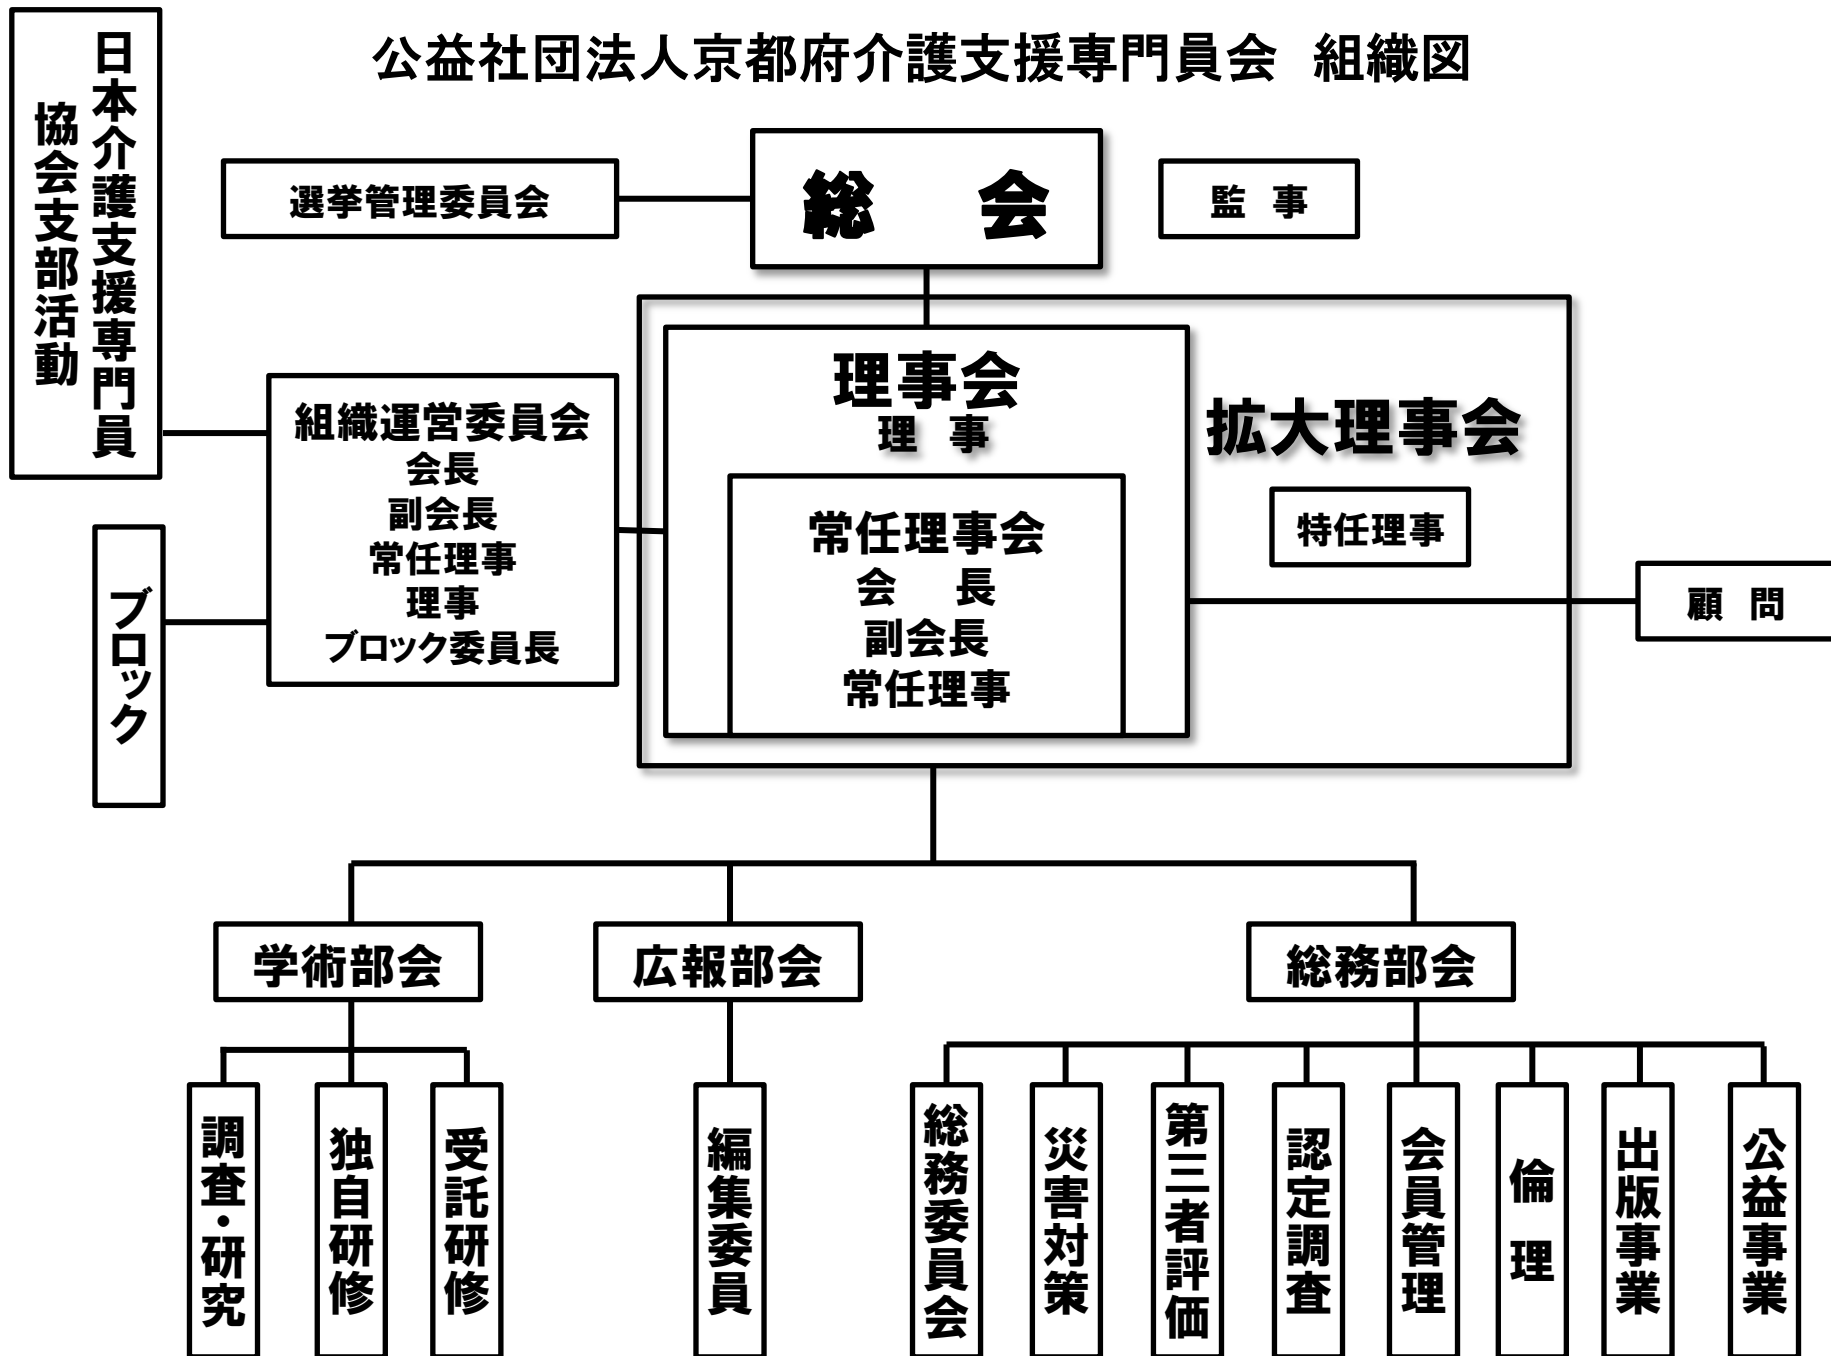 公益社団法人京都府介護支援専門員会 組織図
日本介護支援専門員
協会支部活動
選挙管理委員会
総 会
監 事
理事会
理 事
拡大理事会
組織運営委員会
会長
副会長
常任理事
理事
ブロック委員長
常任理事会
会 長
副会長
常任理事
特任理事
顧 問
ブロック
学術部会
広報部会
総務部会
調査・研究
独自研修
受託研修
編集委員
総務委員会
災害対策
第三者評価
認定調査
会員管理
倫 理
出版事業
公益事業